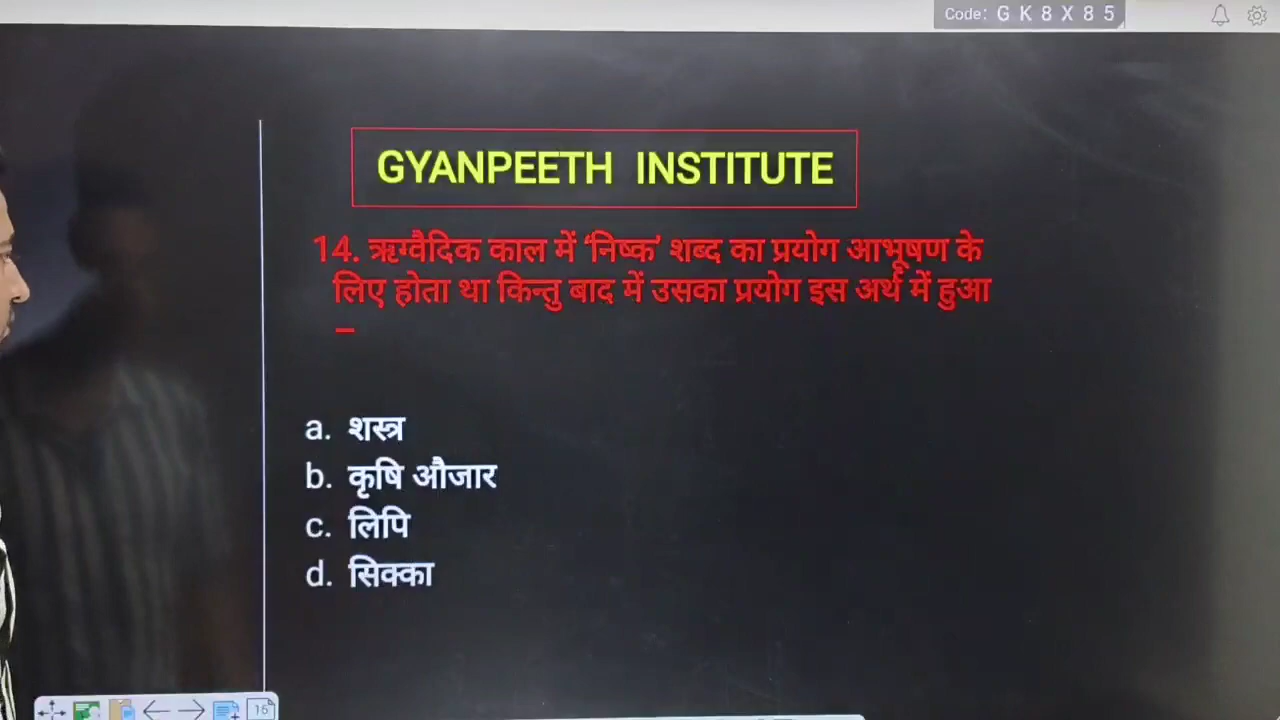 Code: G K 8 X 8 5
GYANPEETH INSTITUTE
14. ऋग्वैदिक काल में ‘निष्क’ शब्द का प्रयोग आभूषण के
लिए होता था किन्तु बाद में उसका प्रयोग इस अर्थ में हुआ
–
a. शस्त्र
b. कृषि औजार
c. लिपि
d. सिक्का
16